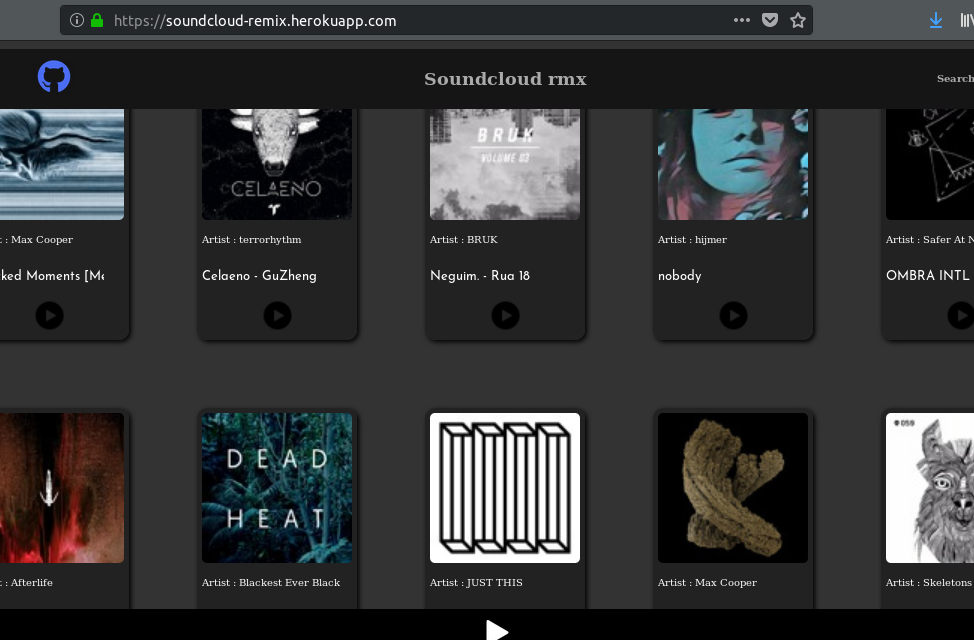 https://soundcloud-remix.herokuapp.com
Soundcloud rmx
Search
CELAENO
BRUK
VOLUME 03
: Max Cooper
Artist : terrorhythm
Artist : BRUK
Artist : hijmer
Artist : Safer At N
ked Moments [Me
Celaeno - GuZheng
Neguim. - Rua 18
nobody
OMBRA INTL
DEAD
HEAT
059
: Afterlife
Artist : Blackest Ever Black
Artist : JUST THIS
Artist : Max Cooper
Artist : Skeletons